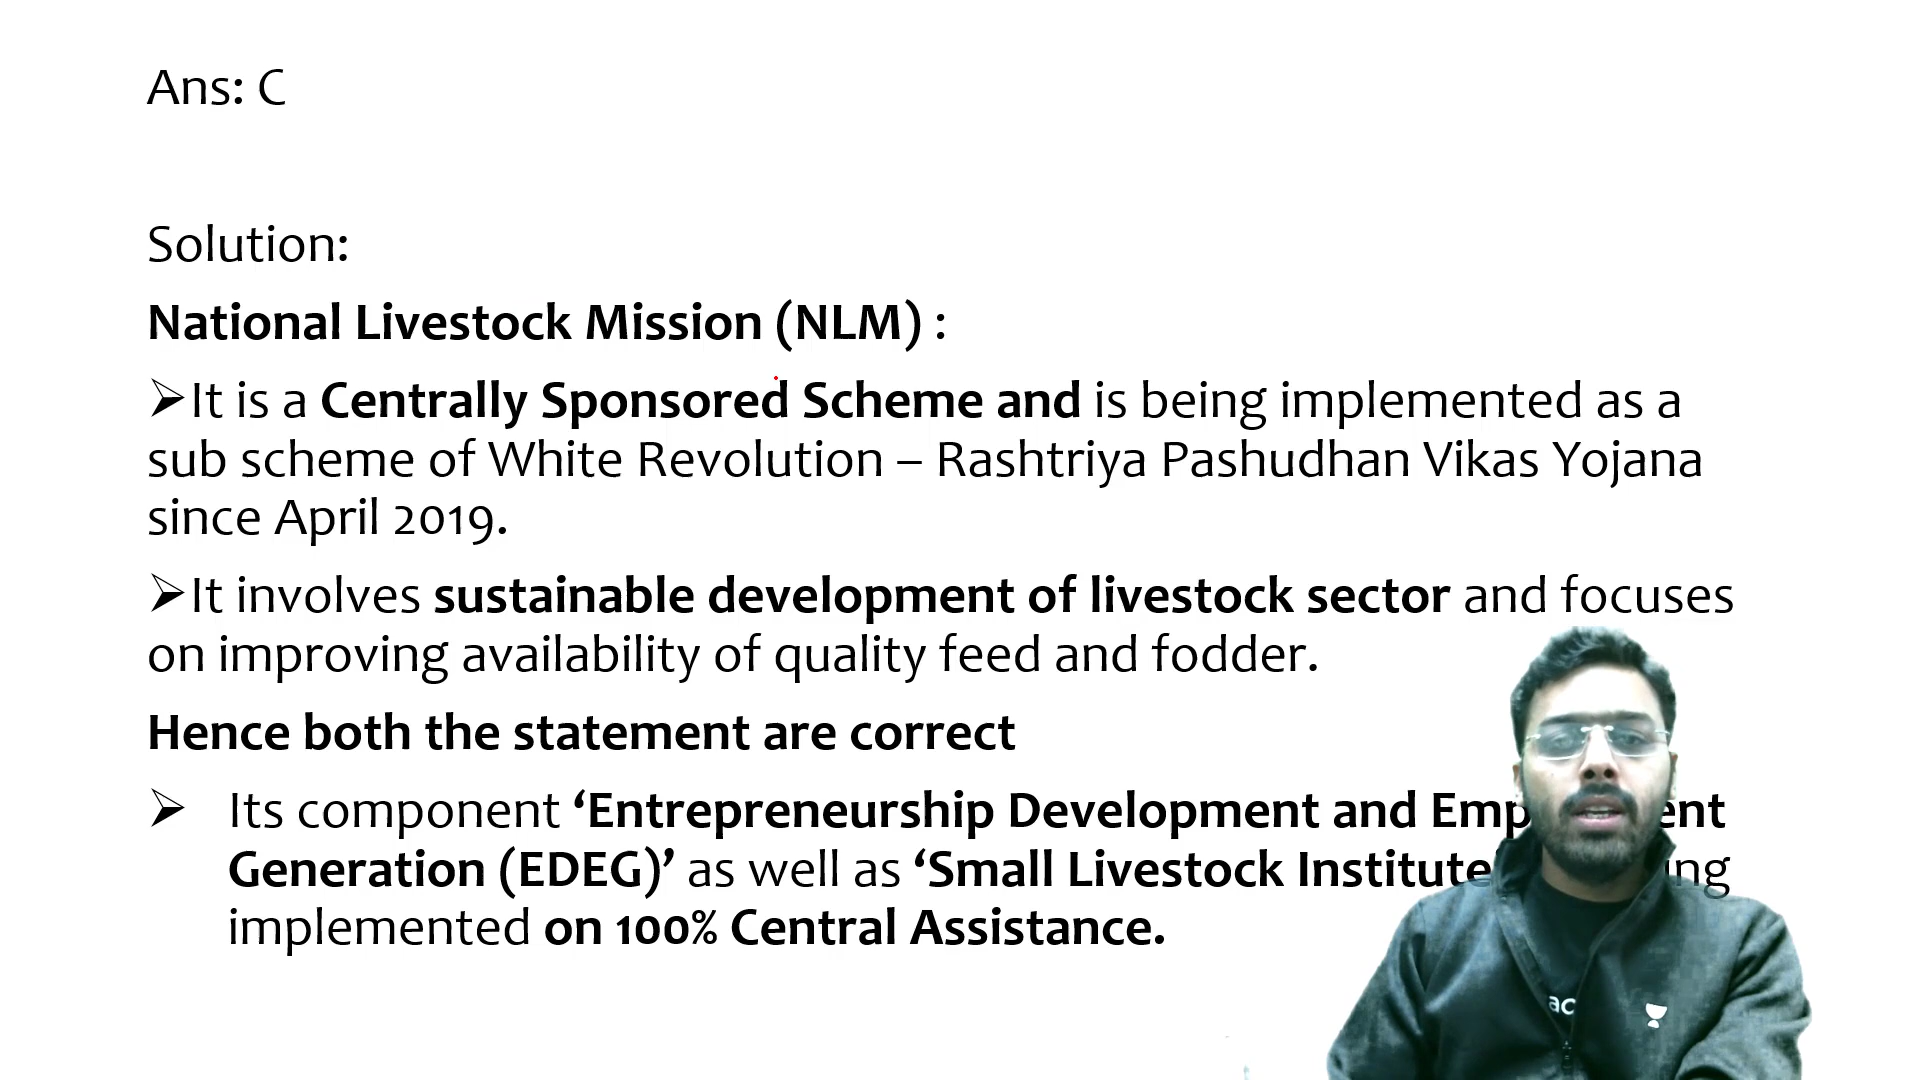 Ans: C
Solution:
National Livestock Mission (NLM) :
➢It is a Centrally Sponsored Scheme and is being implemented as a
sub scheme of White Revolution – Rashtriya Pashudhan Vikas Yojana
since April 2019.
➢It involves sustainable development of livestock sector and focuses
on improving availability of quality feed and fodder.
Hence both the statement are correct
➢ Its component ‘Entrepreneurship Development and
Generation (EDEG)’ as well as ‘Small Livestock Institute
implemented on 100% Central Assistance.